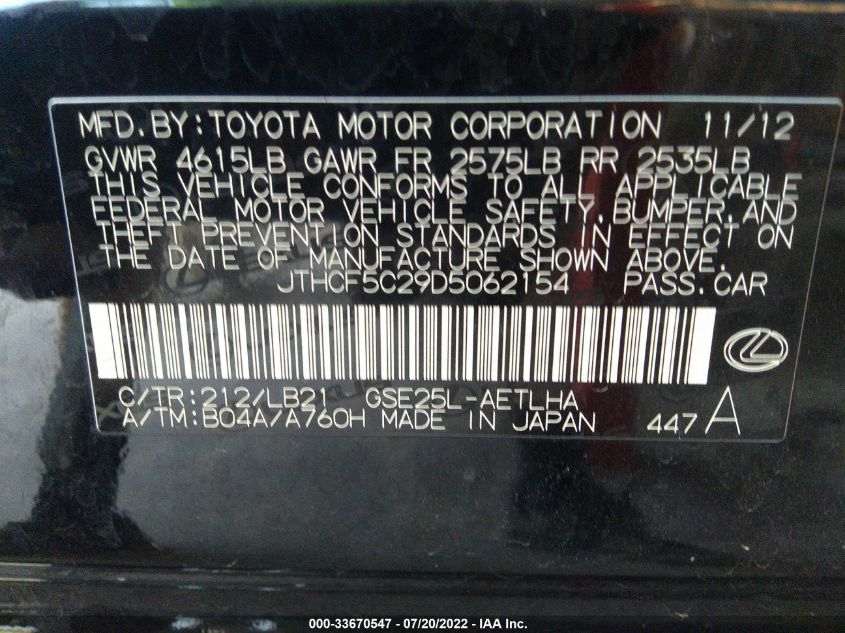 MFD.BY:TOYOTA MOTOR CORPORATION 11/12
GVWR 4615LB GAWR FR 2575LB RR 2535LB
THIS VEHICLE CONFORMS TO ALL APPLICABLE
FEDERAL MOTOR VEHICLE SAFETY,BUMPER,AND
THEFT PREVENTION STANDARDS IN EFFECT ON
THE DATE OF MANUFACTURE SHOWN ABOVE.
JTHCF5C29D5062154 PASS.CAR
C/TR:212/LB21 GSE25L-AETLHA
A/TM:B04A/A760H MADE IN JAPAN 447A
000-33670547 - 07/20/2022 - IAA Inc.